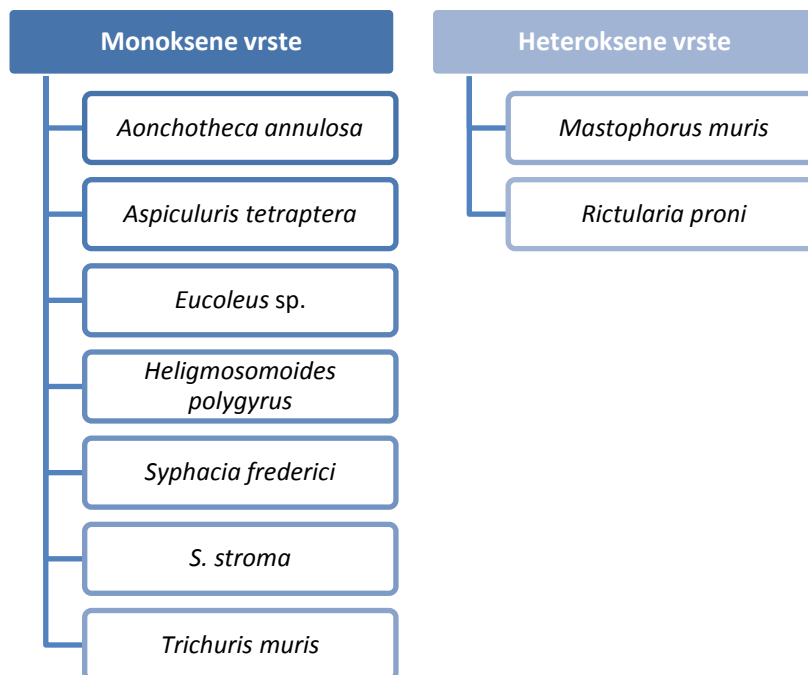 Monoksene vrste
Aonchotheca annulosa
Aspiculuris tetraptera
Eucoleus sp.
Heligmosomoides
polygyrus
Syphacia frederici
S. stroma
Trichuris muris
Heteroksene vrste
Mastophorus muris
Rictularia proni